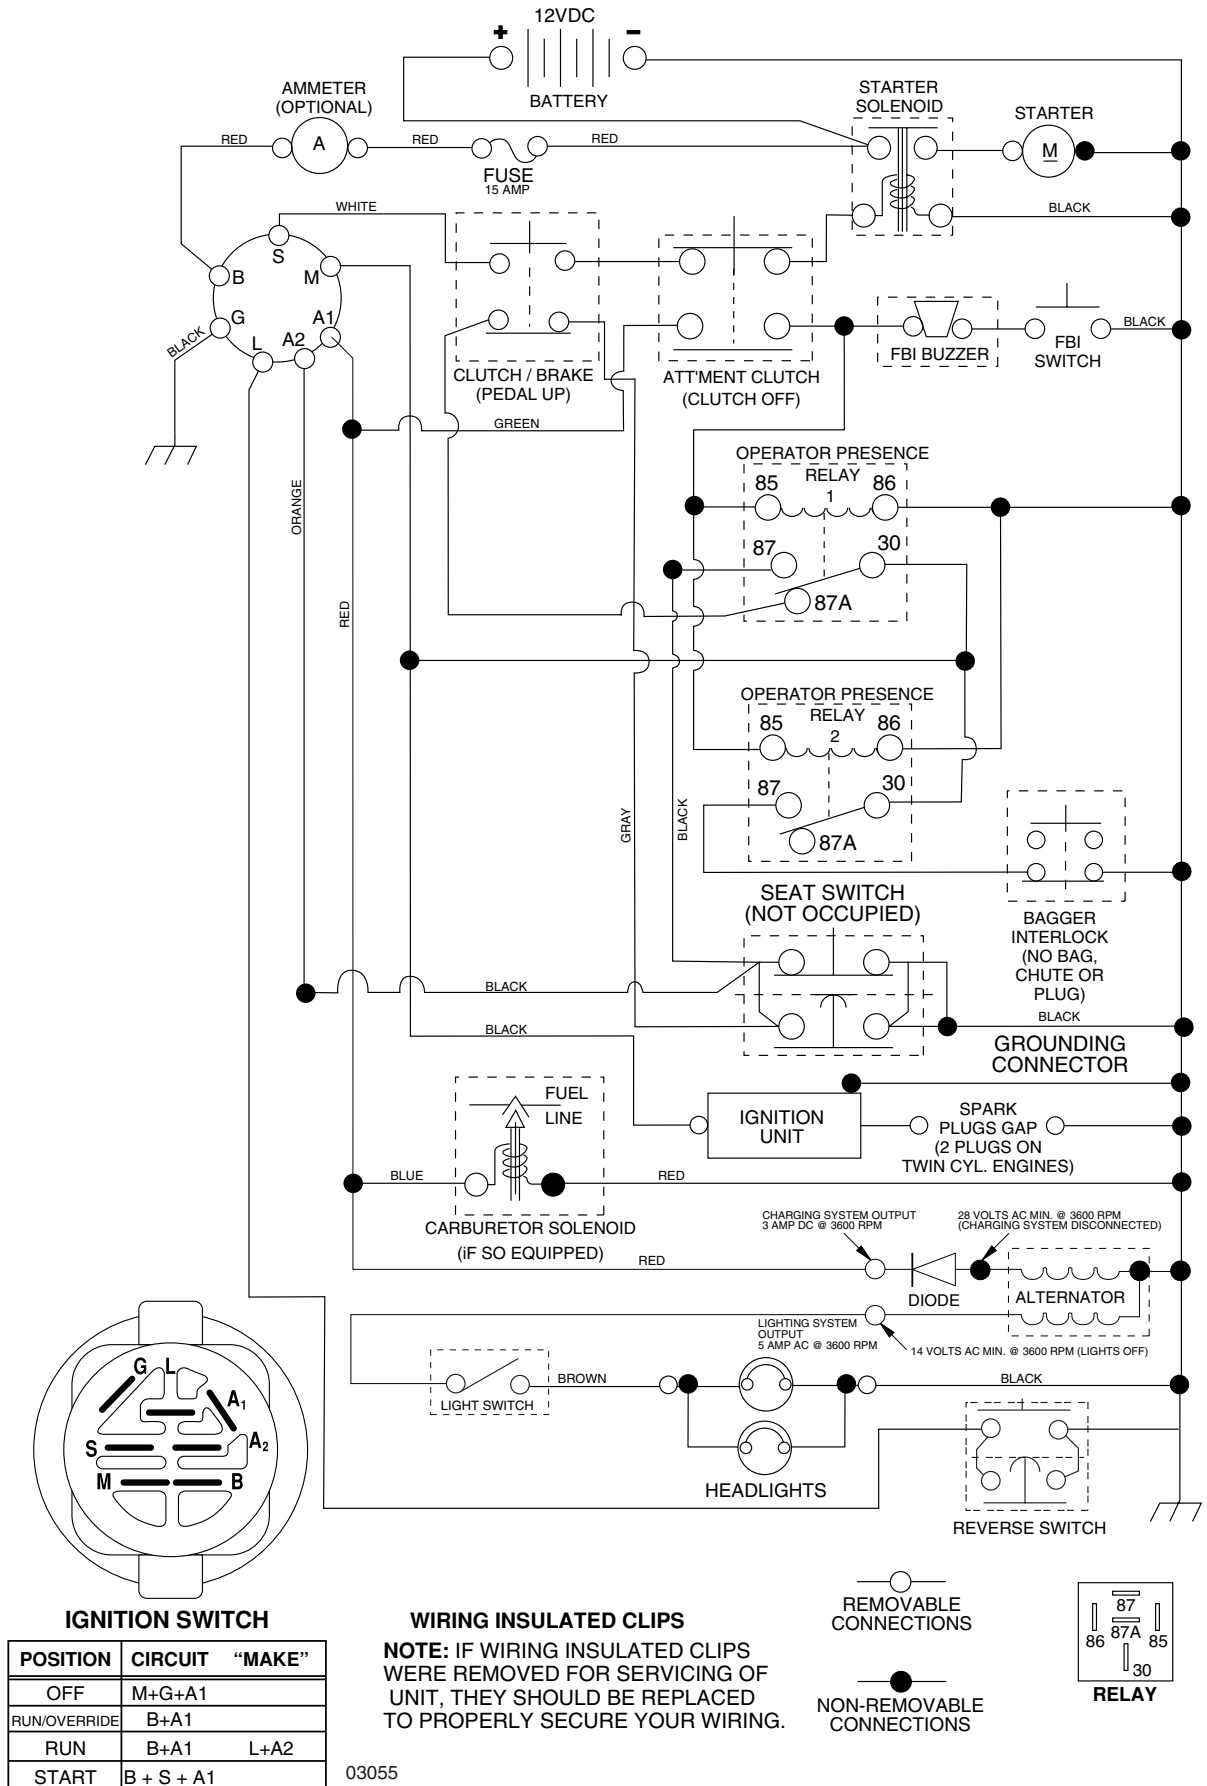 12VDC
+
−
BATTERY
AMMETER
(OPTIONAL)
A
RED
RED
RED
FUSE
15 AMP
STARTER
SOLENOID
STARTER
M
BLACK
WHITE
S
M
B
G
A1
A2
L
BLACK
CLUTCH / BRAKE
(PEDAL UP)
ATT'MENT CLUTCH
(CLUTCH OFF)
FBI BUZZER
FBI
SWITCH
BLACK
GREEN
ORANGE
RED
OPERATOR PRESENCE
RELAY
1
85
86
87
30
87A
OPERATOR PRESENCE
RELAY
2
85
86
87
30
87A
GRAY
BLACK
SEAT SWITCH
(NOT OCCUPIED)
BAGGER
INTERLOCK
(NO BAG,
CHUTE OR
PLUG)
BLACK
BLACK
BLACK
GROUNDING
CONNECTOR
FUEL
LINE
IGNITION
UNIT
SPARK
PLUGS GAP
(2 PLUGS ON
TWIN CYL. ENGINES)
BLUE
RED
CARBURETOR SOLENOID
(iF SO EQUIPPED)
CHARGING SYSTEM OUTPUT
3 AMP DC @ 3600 RPM
28 VOLTS AC MIN. @ 3600 RPM
(CHARGING SYSTEM DISCONNECTED)
RED
DIODE
ALTERNATOR
LIGHTING SYSTEM
OUTPUT
5 AMP AC @ 3600 RPM
14 VOLTS AC MIN. @ 3600 RPM (LIGHTS OFF)
LIGHT SWITCH
BROWN
BLACK
HEADLIGHTS
REVERSE SWITCH
G
L
A1
A2
S
M
B
IGNITION SWITCH
POSITION CIRCUIT “MAKE”
OFF M+G+A1
RUN/OVERRIDE B+A1
RUN B+A1 L+A2
START B + S + A1
WIRING INSULATED CLIPS
NOTE: IF WIRING INSULATED CLIPS
WERE REMOVED FOR SERVICING OF
UNIT, THEY SHOULD BE REPLACED
TO PROPERLY SECURE YOUR WIRING.
03055
REMOVABLE
CONNECTIONS
NON-REMOVABLE
CONNECTIONS
87
87A
86
85
30
RELAY